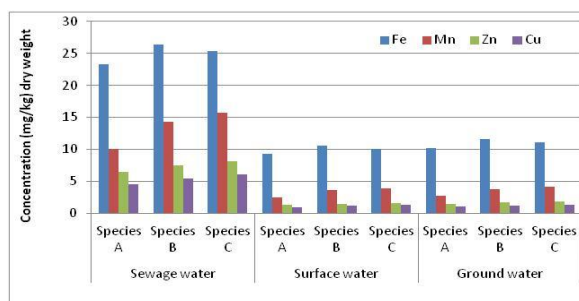 Concentration (mg/kg) dry weight
30
25
20
15
10
5
0
Fe Mn Zn Cu
Species A Species B Species C Species A Species B Species C Species A Species B Species C
Sewage water Surface water Ground water